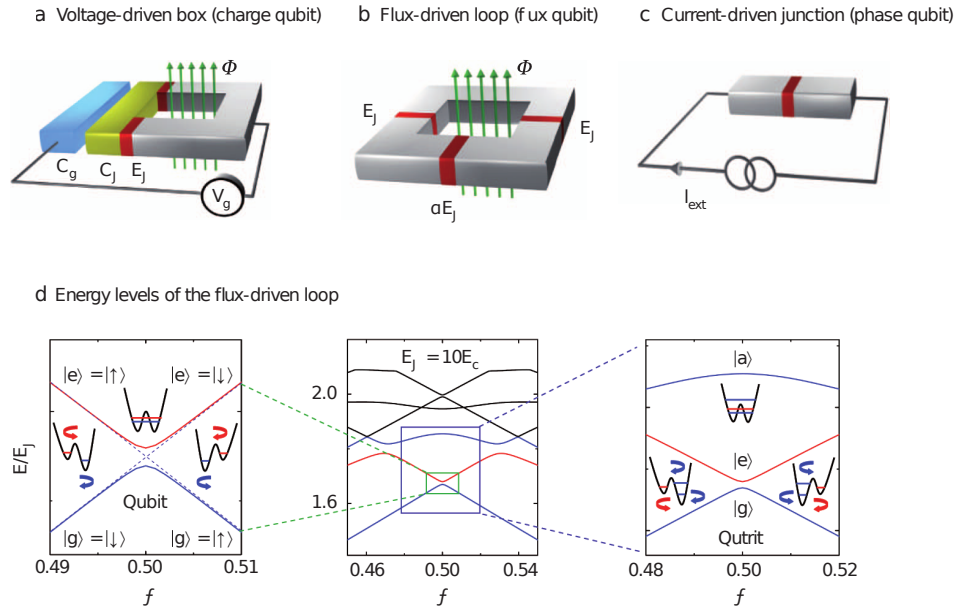 a Voltage-driven box (charge qubit)
b Flux-driven loop (f ux qubit)
c Current-driven junction (phase qubit)
Φ
C_g
C_J
E_J
V_g
Φ
E_J
E_J
αE_J
I_ext
d Energy levels of the flux-driven loop
E/E_J
|e⟩ = |↑⟩
|e⟩ = |↓⟩
Qubit
|g⟩ = |↓⟩
|g⟩ = |↑⟩
0.49
0.50
0.51
f
E_J = 10E_c
2.0
1.6
0.46
0.50
0.54
f
|a⟩
|e⟩
|g⟩
Qutrit
0.48
0.50
0.52
f